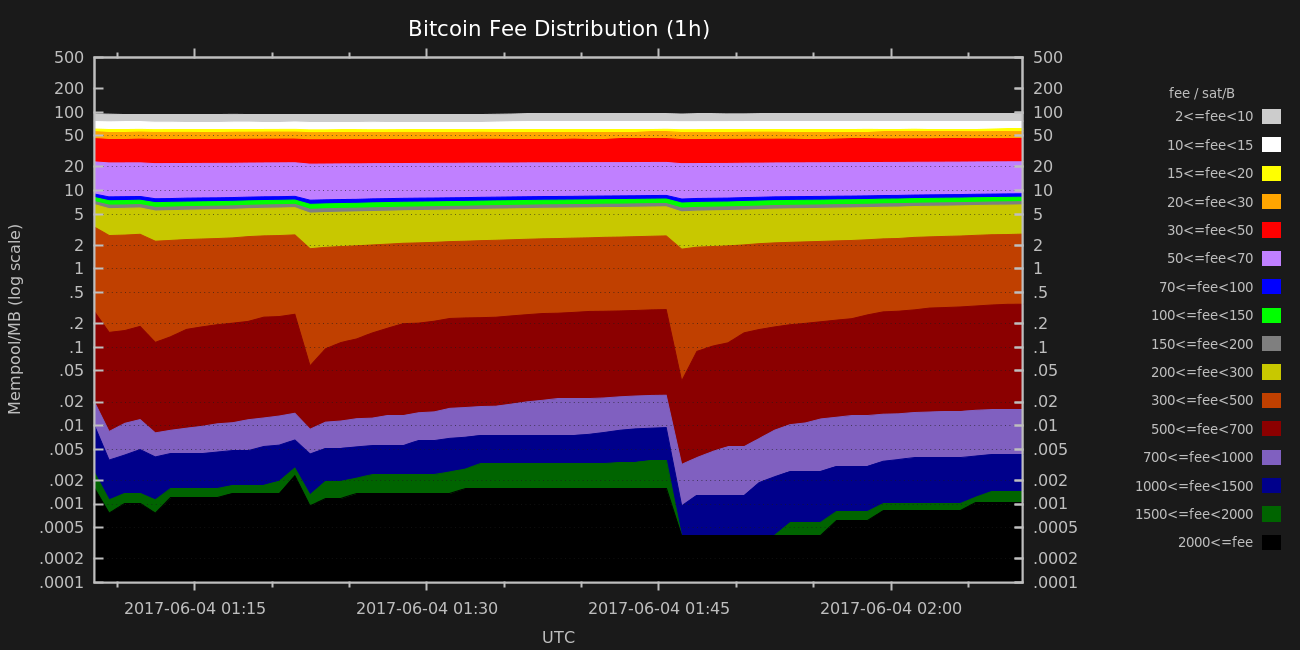 Bitcoin Fee Distribution (1h)
Mempool/MB (log scale)
500
200
100
50
20
10
5
2
1
.5
.2
.1
.05
.02
.01
.005
.002
.001
.0005
.0002
.0001
500
200
100
50
20
10
5
2
1
.5
.2
.1
.05
.02
.01
.005
.002
.001
.0005
.0002
.0001
2017-06-04 01:15
2017-06-04 01:30
2017-06-04 01:45
2017-06-04 02:00
UTC
fee / sat/B
2<=fee<10
10<=fee<15
15<=fee<20
20<=fee<30
30<=fee<50
50<=fee<70
70<=fee<100
100<=fee<150
150<=fee<200
200<=fee<300
300<=fee<500
500<=fee<700
700<=fee<1000
1000<=fee<1500
1500<=fee<2000
2000<=fee